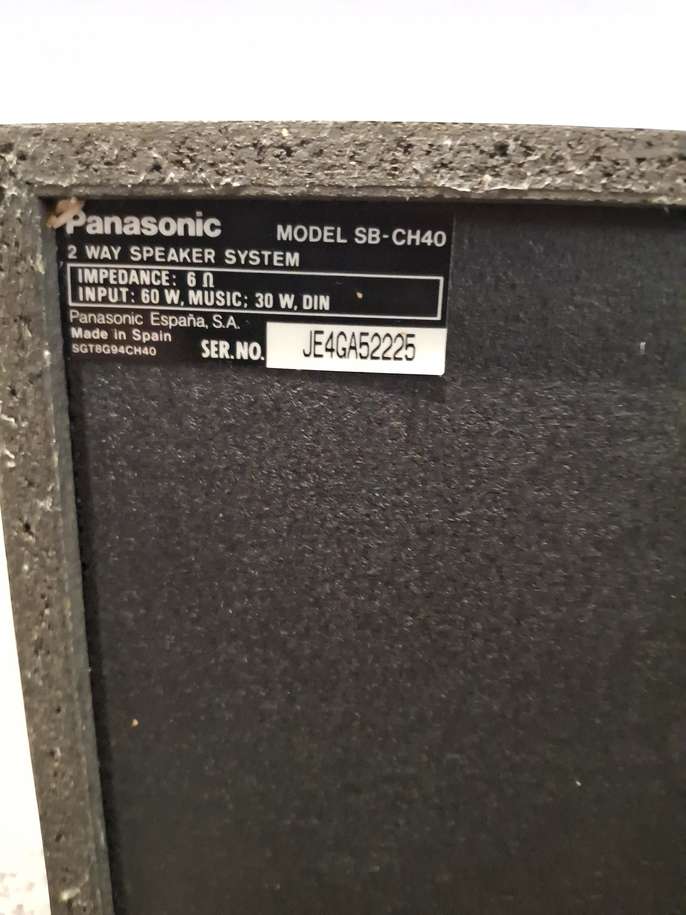 Panasonic MODEL SB-CH40
2 WAY SPEAKER SYSTEM
IMPEDANCE: 6 Ω
INPUT: 60 W, MUSIC; 30 W, DIN
Panasonic España, S.A.
Made in Spain
SGT8G94CH40 SER.NO. JE4GA52225